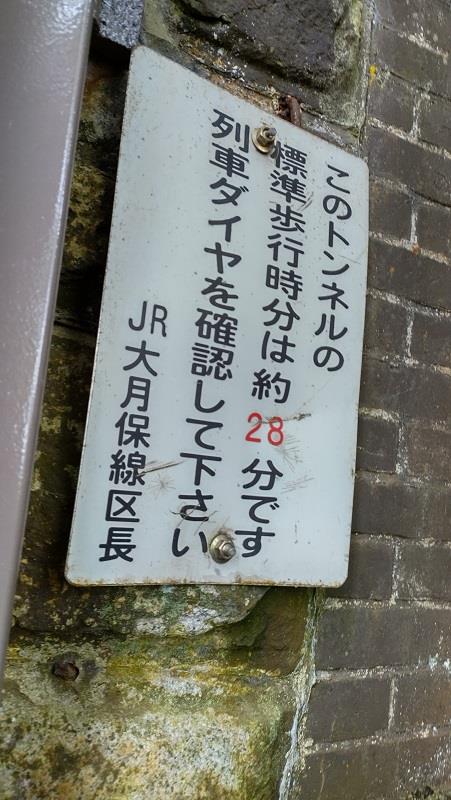 このトンネルの
標準歩行時分は約28分です
列車ダイヤを確認して下さい
JR大月保線区長